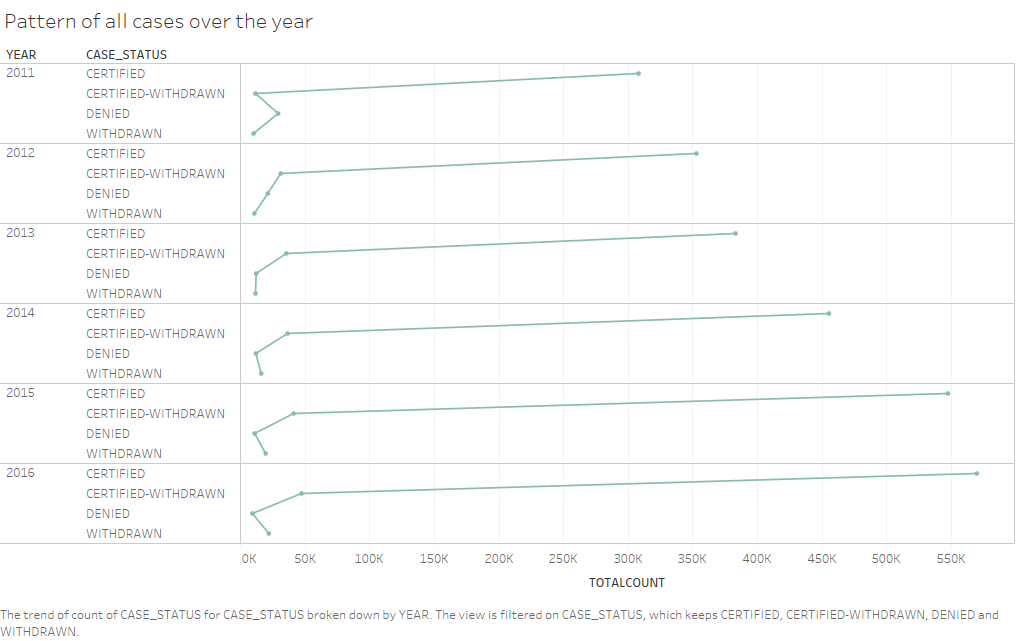 Pattern of all cases over the year
YEAR CASE_STATUS
2011 CERTIFIED
CERTIFIED-WITHDRAWN
DENIED
WITHDRAWN
2012 CERTIFIED
CERTIFIED-WITHDRAWN
DENIED
WITHDRAWN
2013 CERTIFIED
CERTIFIED-WITHDRAWN
DENIED
WITHDRAWN
2014 CERTIFIED
CERTIFIED-WITHDRAWN
DENIED
WITHDRAWN
2015 CERTIFIED
CERTIFIED-WITHDRAWN
DENIED
WITHDRAWN
2016 CERTIFIED
CERTIFIED-WITHDRAWN
DENIED
WITHDRAWN
0K 50K 100K 150K 200K 250K 300K 350K 400K 450K 500K 550K
TOTALCOUNT
The trend of count of CASE_STATUS for CASE_STATUS broken down by YEAR. The view is filtered on CASE_STATUS, which keeps CERTIFIED, CERTIFIED-WITHDRAWN, DENIED and
WITHDRAWN.